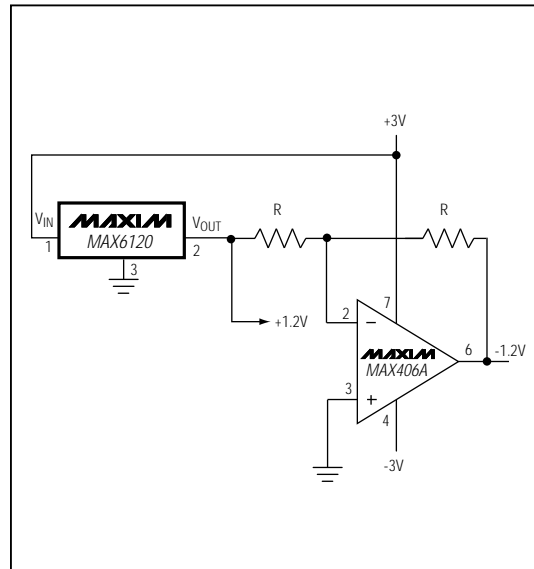 +3V
R
R
VIN
MAXIM
MAX6120
VOUT
1
2
3
+1.2V
2
7
MAXIM
MAX406A
6
-1.2V
3
4
-3V